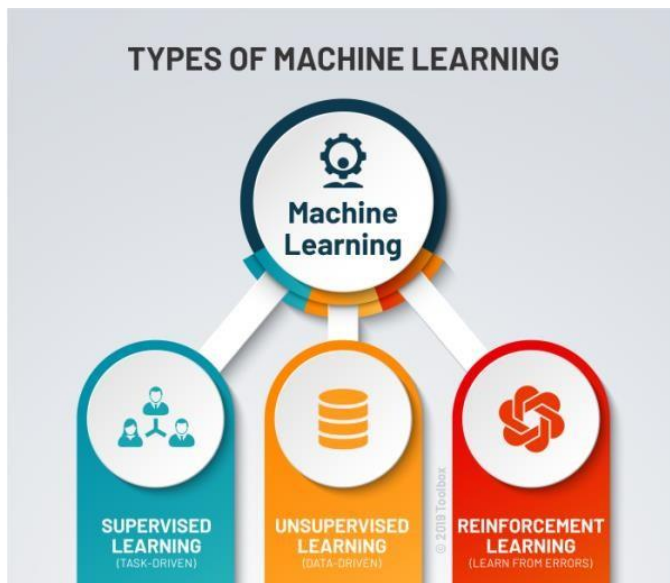 TYPES OF MACHINE LEARNING
Machine
Learning
SUPERVISED
LEARNING
(TASK-DRIVEN)
UNSUPERVISED
LEARNING
(DATA-DRIVEN)
© 2019 Toolbox
REINFORCEMENT
LEARNING
(LEARN FROM ERRORS)